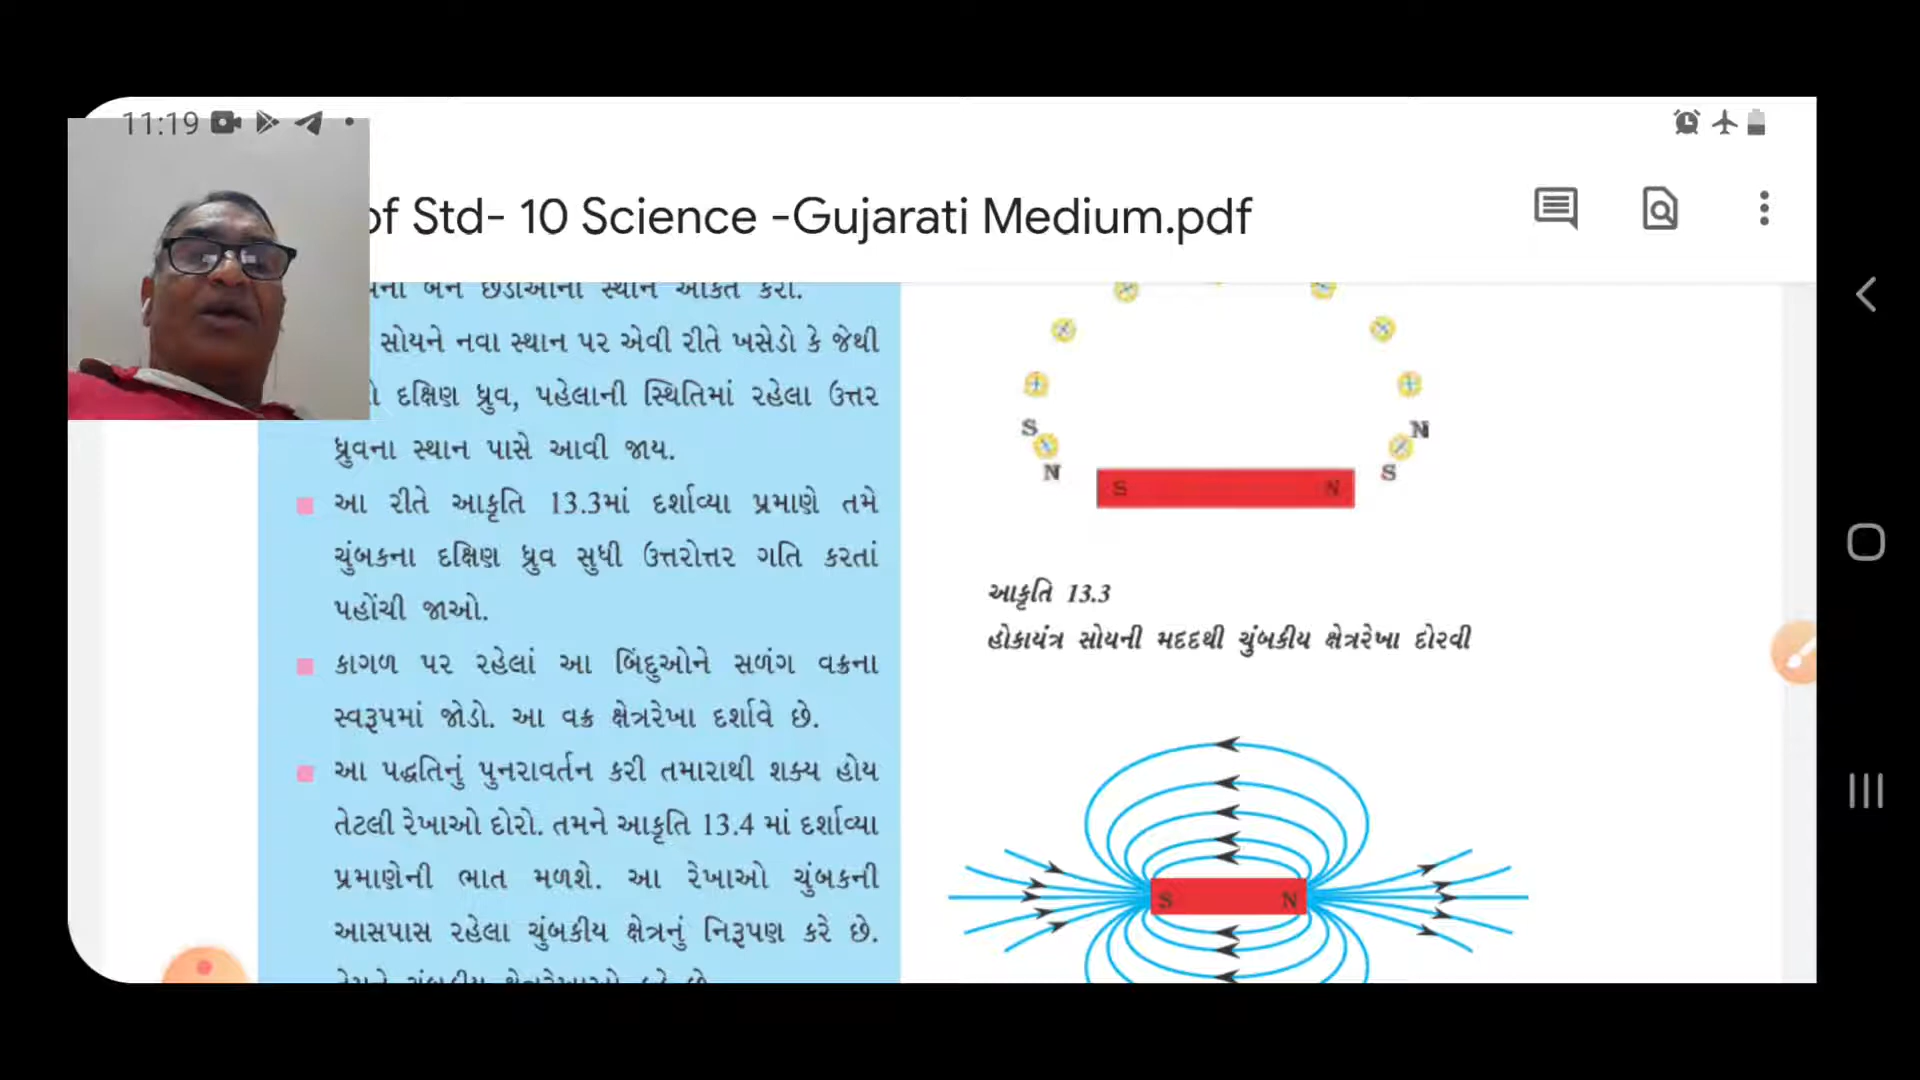 11:19
of Std- 10 Science -Gujarati Medium.pdf
સોયને નવા સ્થાન પર એવી રીતે ખસેડો કે જેથી
દક્ષિણ ધ્રુવ, પહેલાની સ્થિતિમાં રહેલા ઉત્તર
ધ્રુવના સ્થાન પાસે આવી જાય.
આ રીતે આકૃતિ 13.3માં દર્શાવ્યા પ્રમાણે તમે
ચુંબકના દક્ષિણ ધ્રુવ સુધી ઉત્તરોત્તર ગતિ કરતાં
પહોંચી જાઓ.
કાગળ પર રહેલાં આ બિંદુઓને સળંગ વક્રના
સ્વરૂપમાં જોડો. આ વક્ર ક્ષેત્રરેખા દર્શાવે છે.
આ પદ્ધતિનું પુનરાવર્તન કરી તમારાથી શક્ય હોય
તેટલી રેખાઓ દોરો. તમને આકૃતિ 13.4 માં દર્શાવ્યા
પ્રમાણેની ભાત મળશે. આ રેખાઓ ચુંબકની
આસપાસ રહેલા ચુંબકીય ક્ષેત્રનું નિરૂપણ કરે છે.
S
N
N
S
S N
આકૃતિ 13.3
હોકાયંત્ર સોયની મદદથી ચુંબકીય ક્ષેત્રરેખા દોરવી
S N